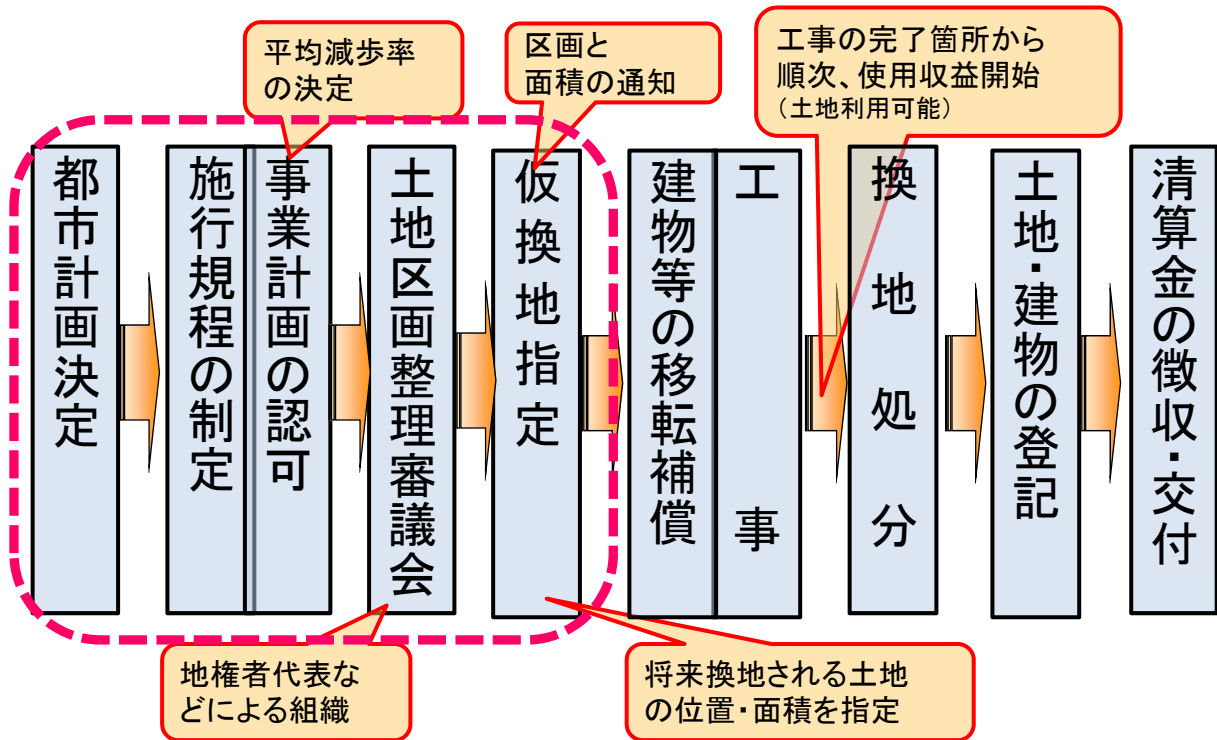 平均減歩率
の決定
区画と
面積の通知
工事の完了箇所から
順次、使用収益開始
（土地利用可能）
都市計画決定
施行規程の制定
事業計画の認可
土地区画整理審議会
仮換地指定
建物等の移転補償
工事
換地処分
土地・建物の登記
清算金の徴収・交付
地権者代表な
どによる組織
将来換地される土地
の位置・面積を指定